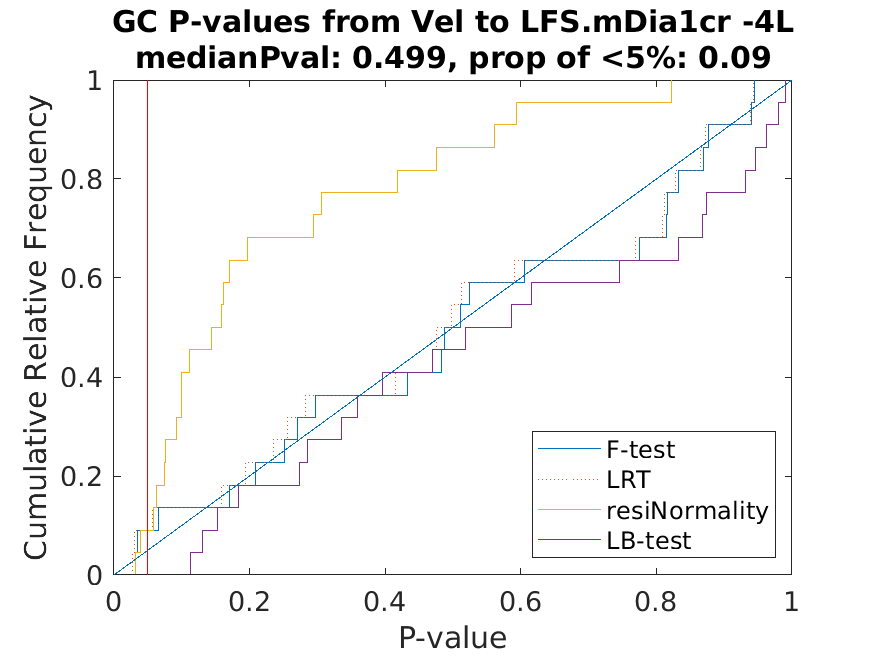 GC P-values from Vel to LFS.mDia1cr -4L
medianPval: 0.499, prop of <5%: 0.09
Cumulative Relative Frequency
1
0.8
0.6
0.4
0.2
0
F-test
LRT
resiNormality
LB-test
0 0.2 0.4 0.6 0.8 1
P-value